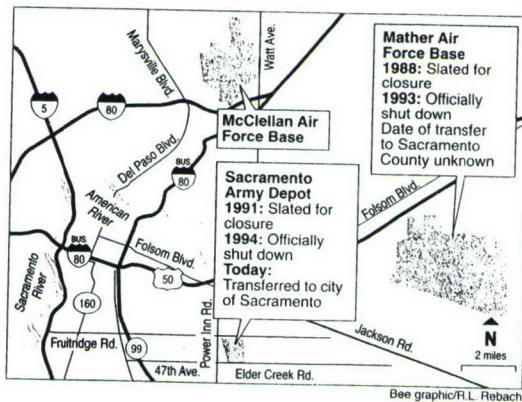 Marysville Blvd.
Watt Ave.
5
80
McClellan Air
Force Base
Mather Air
Force Base
1988: Slated for
closure
1993: Officially
shut down
Date of transfer
to Sacramento
County unknown
Del Paso Blvd.
BUS.
80
American
River
Sacramento
Army Depot
1991: Slated for
closure
1994: Officially
shut down
Today:
Transferred to city
of Sacramento
Folsom Blvd.
Folsom Blvd.
BUS.
80
50
Sacramento
River
160
99
Fruitridge Rd.
47th Ave.
Power Inn Rd.
Elder Creek Rd.
Jackson Rd.
N
2 miles
Bee graphic/R.L. Rebach